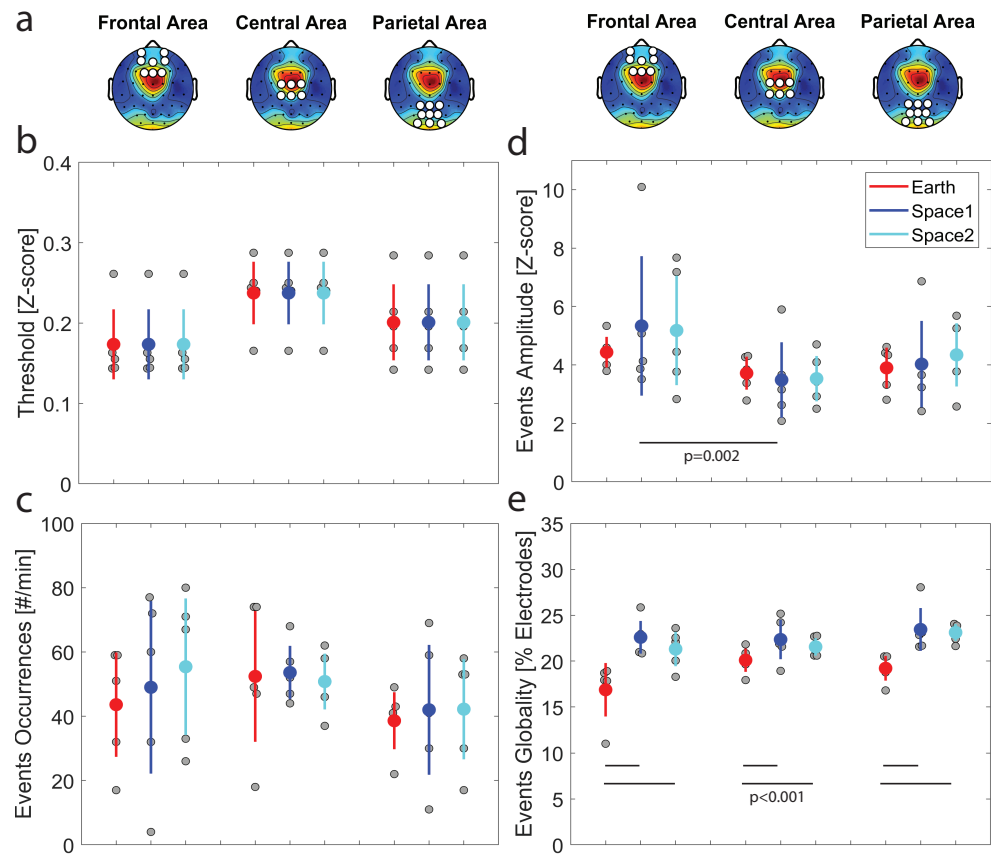 a
Frontal Area Central Area Parietal Area
Frontal Area Central Area Parietal Area
b
Threshold [Z-score]
0.4
0.3
0.2
0.1
0
d
Events Amplitude [Z-score]
10
8
6
4
2
0
Earth
Space1
Space2
p=0.002
c
Events Occurrences [#/min]
100
80
60
40
20
0
e
Events Globality [% Electrodes]
35
30
25
20
15
10
5
0
p<0.001